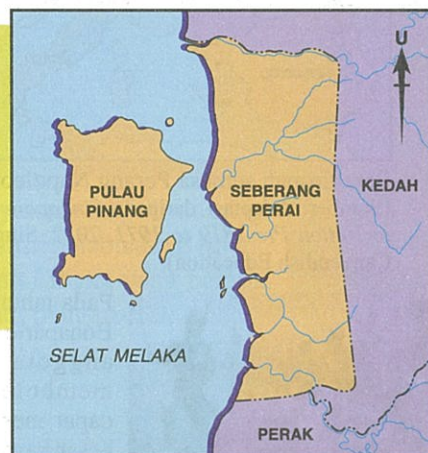 U
PULAU
PINANG
SEBERANG
PERAI
KEDAH
SELAT MELAKA
PERAK